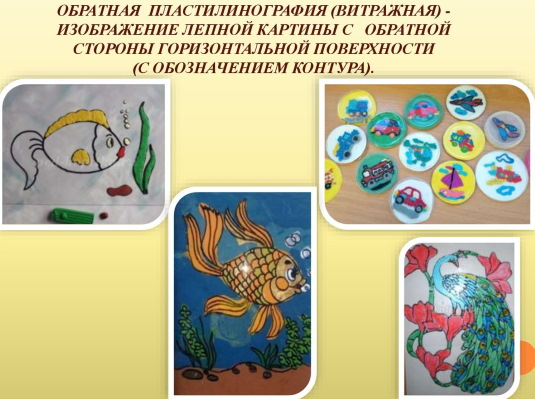 ОБРАТНАЯ ПЛАСТИЛИНОГРАФИЯ (ВИТРАЖНАЯ) -
ИЗОБРАЖЕНИЕ ЛЕПНОЙ КАРТИНЫ С ОБРАТНОЙ
СТОРОНЫ ГОРИЗОНТАЛЬНОЙ ПОВЕРХНОСТИ
(С ОБОЗНАЧЕНИЕМ КОНТУРА).